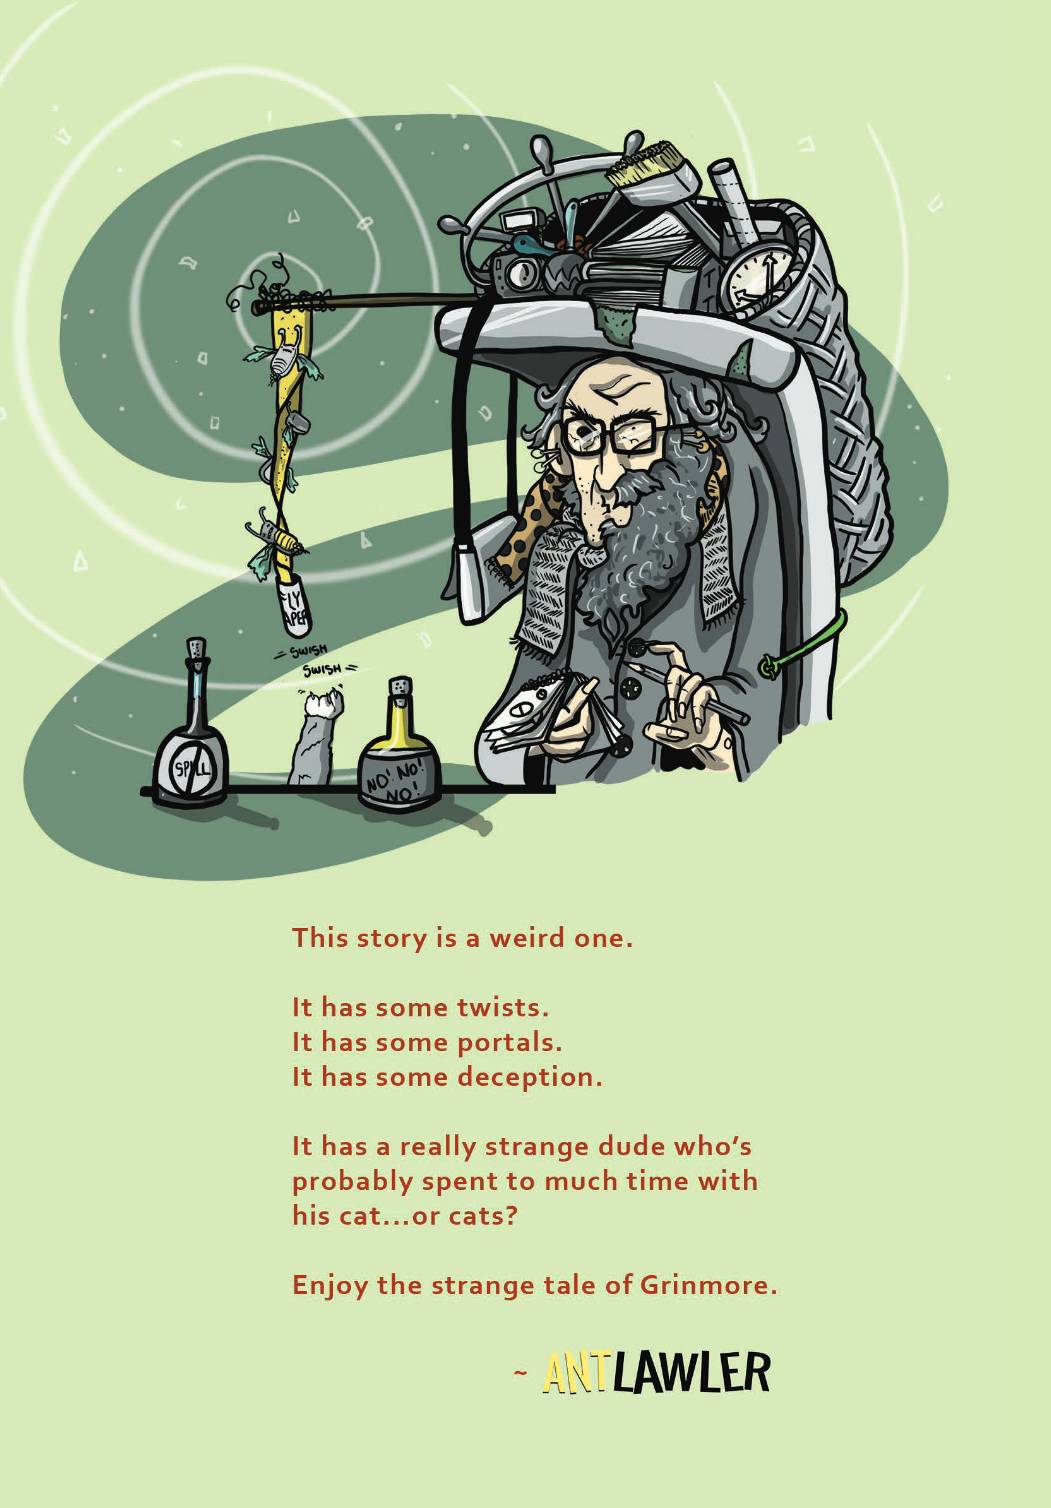 FLY
PAPER
SWISH
SWISH
SPILL
NO! NO!
NO!
This story is a weird one.
It has some twists.
It has some portals.
It has some deception.
It has a really strange dude who's
probably spent to much time with
his cat...or cats?
Enjoy the strange tale of Grinmore.
~ ANTLAWLER